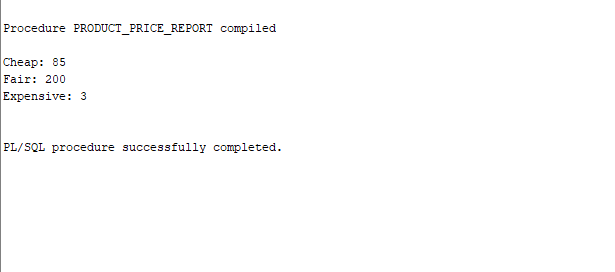 Procedure PRODUCT_PRICE_REPORT compiled
Cheap: 85
Fair: 200
Expensive: 3
PL/SQL procedure successfully completed.